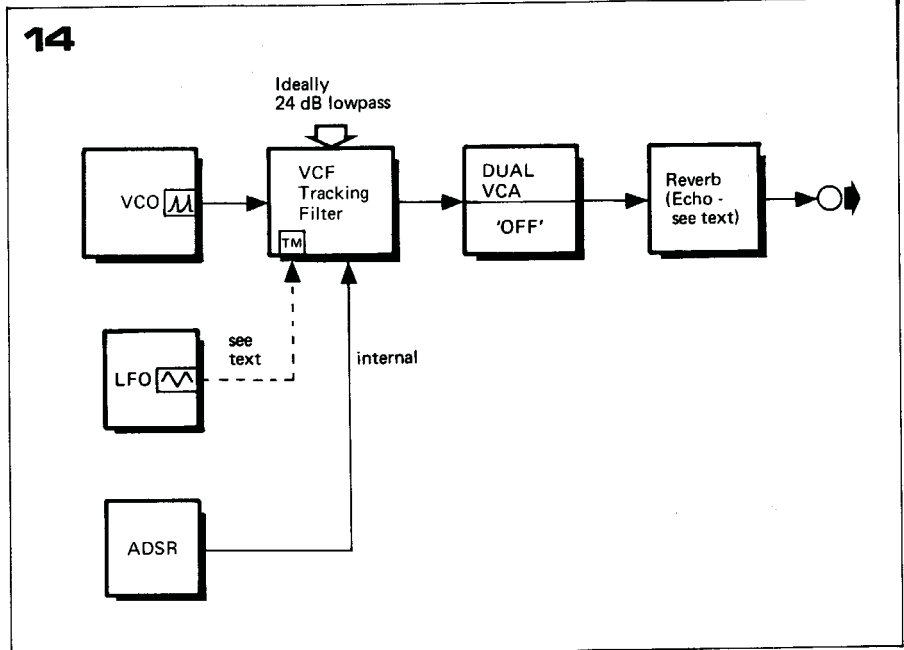 14
Ideally
24 dB lowpass
VCO
VCF
Tracking
Filter
TM
DUAL
VCA
'OFF'
Reverb
(Echo -
see text)
LFO
see
text
internal
ADSR